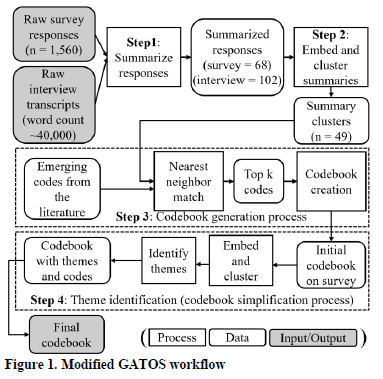 Raw survey
responses
(n = 1,560)
Raw
interview
transcripts
(word count
~40,000)
Step1:
Summarize
responses
Summarized
responses
(survey = 68)
(interview = 102)
Step 2:
Embed and
cluster
summaries
Summary
clusters
(n = 49)
Emerging
codes from
the
literature
Nearest
neighbor
match
Top k
codes
Codebook
creation
Step 3: Codebook generation process
Codebook
with themes
and codes
Identify
themes
Embed
and
cluster
Initial
codebook
on survey
Step 4: Theme identification (codebook simplification process)
Final
codebook
( Process Data Input/Output )
Figure 1. Modified GATOS workflow